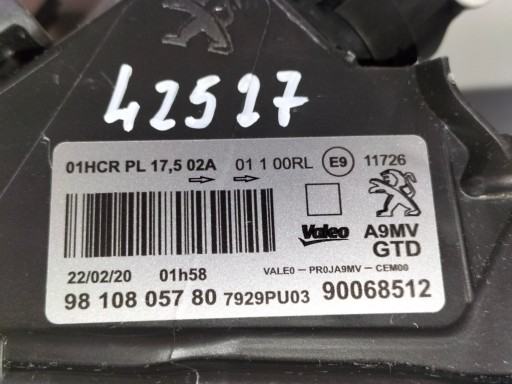 42527
01HCR PL 17,5 02A 01 1 00RL E9 11726
Valeo A9MV
GTD
22/02/20 01h58 VALEO - PR0JA9MV - CEM00
98 108 057 80 7929PU03 90068512